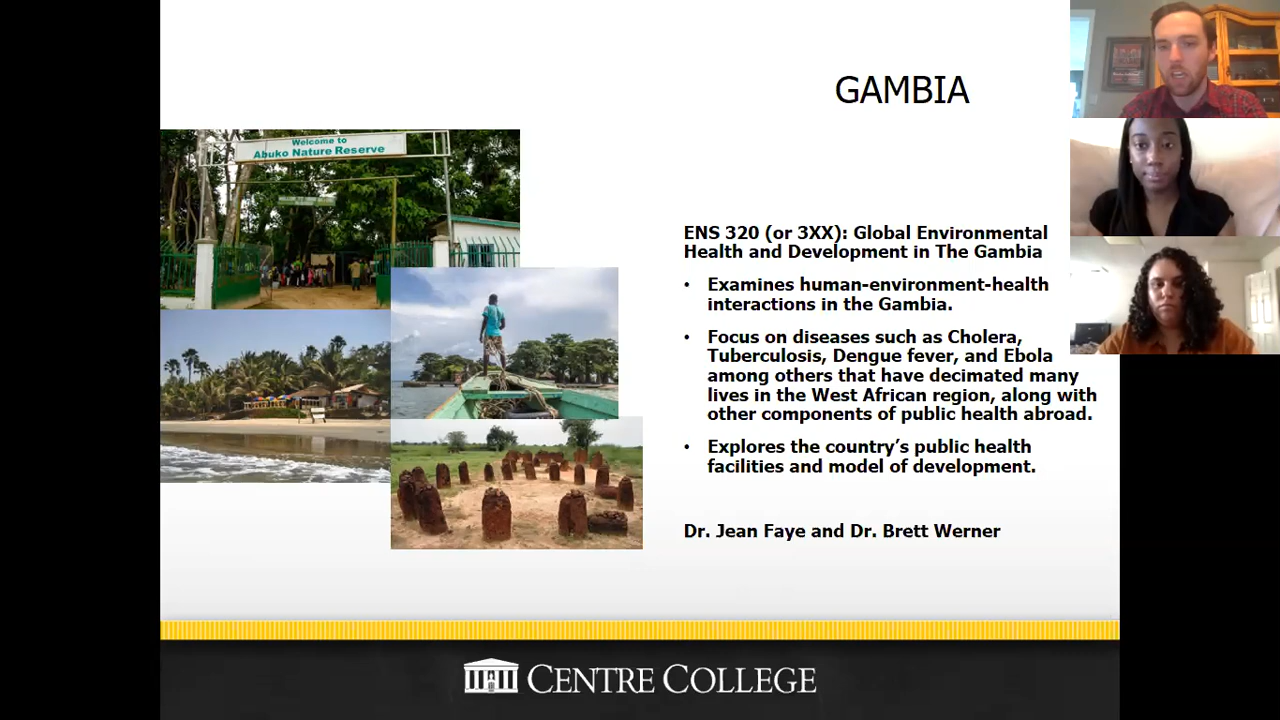 GAMBIA
Welcome to
Abuko Nature Reserve
ENS 320 (or 3XX): Global Environmental
Health and Development in The Gambia
• Examines human-environment-health
interactions in the Gambia.
• Focus on diseases such as Cholera,
Tuberculosis, Dengue fever, and Ebola
among others that have decimated many
lives in the West African region, along with
other components of public health abroad.
• Explores the country's public health
facilities and model of development.
Dr. Jean Faye and Dr. Brett Werner
CENTRE COLLEGE